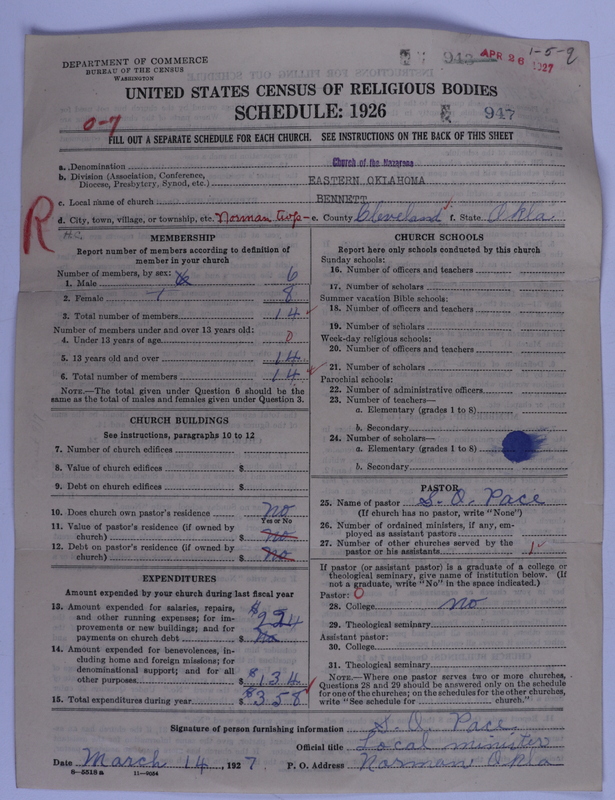 DEPARTMENT OF COMMERCE
BUREAU OF THE CENSUS
WASHINGTON
943
APR 26 1927
1-5-9
UNITED STATES CENSUS OF RELIGIOUS BODIES
SCHEDULE: 1926
947
0-7
FILL OUT A SEPARATE SCHEDULE FOR EACH CHURCH. SEE INSTRUCTIONS ON THE BACK OF THIS SHEET
a. Denomination Church of the Nazarene
b. Division (Association, Conference, Diocese, Presbytery, Synod, etc.) EASTERN OKLAHOMA
c. Local name of church BENNETT
d. City, town, village, or township, etc. Norman twp- e. County Cleveland f. State Okla.
R
H.C.
MEMBERSHIP
Report number of members according to definition of
member in your church
Number of members, by sex:
1. Male 6
2. Female 8
3. Total number of members 14
Number of members under and over 13 years old:
4. Under 13 years of age 0
5. 13 years old and over 14
6. Total number of members 14
NOTE.—The total given under Question 6 should be the
same as the total of males and females given under Question 3.
CHURCH BUILDINGS
See instructions, paragraphs 10 to 12
7. Number of church edifices
8. Value of church edifices $
9. Debt on church edifices $
10. Does church own pastor's residence? no
Yes or No
11. Value of pastor's residence (if owned by
church) $ no
12. Debt on pastor's residence (if owned by
church) $ No
EXPENDITURES
Amount expended by your church during last fiscal year
13. Amount expended for salaries, repairs,
and other running expenses; for im-
provements or new buildings; and for
payments on church debt $ 224
No
14. Amount expended for benevolences, in-
cluding home and foreign missions; for
denominational support; and for all
other purposes $134
15. Total expenditures during year $358
CHURCH SCHOOLS
Report here only schools conducted by this church
Sunday schools:
16. Number of officers and teachers
17. Number of scholars
Summer vacation Bible schools:
18. Number of officers and teachers
19. Number of scholars
Week-day religious schools:
20. Number of officers and teachers
21. Number of scholars
Parochial schools:
22. Number of administrative officers
23. Number of teachers—
a. Elementary (grades 1 to 8)
b. Secondary
24. Number of scholars—
a. Elementary (grades 1 to 8)
b. Secondary
PASTOR
25. Name of pastor S. O. Pace
(If church has no pastor, write "None")
26. Number of ordained ministers, if any, em-
ployed as assistant pastors
27. Number of other churches served by the
pastor or his assistants 1
If pastor (or assistant pastor) is a graduate of a college or
theological seminary, give name of institution below. (If
not a graduate, write "No" in the space indicated.)
Pastor: 0
28. College no
29. Theological seminary
Assistant pastor:
30. College
31. Theological seminary
NOTE.—Where one pastor serves two or more churches,
Questions 28 and 29 should be answered only on the schedule
for one of the churches; on the schedules for the other churches,
write "See schedule for church."
Signature of person furnishing information S. O. Pace
Official title Local minister
Date March 14, 1927. P. O. Address Norman Okla
8-5518a 11-9054